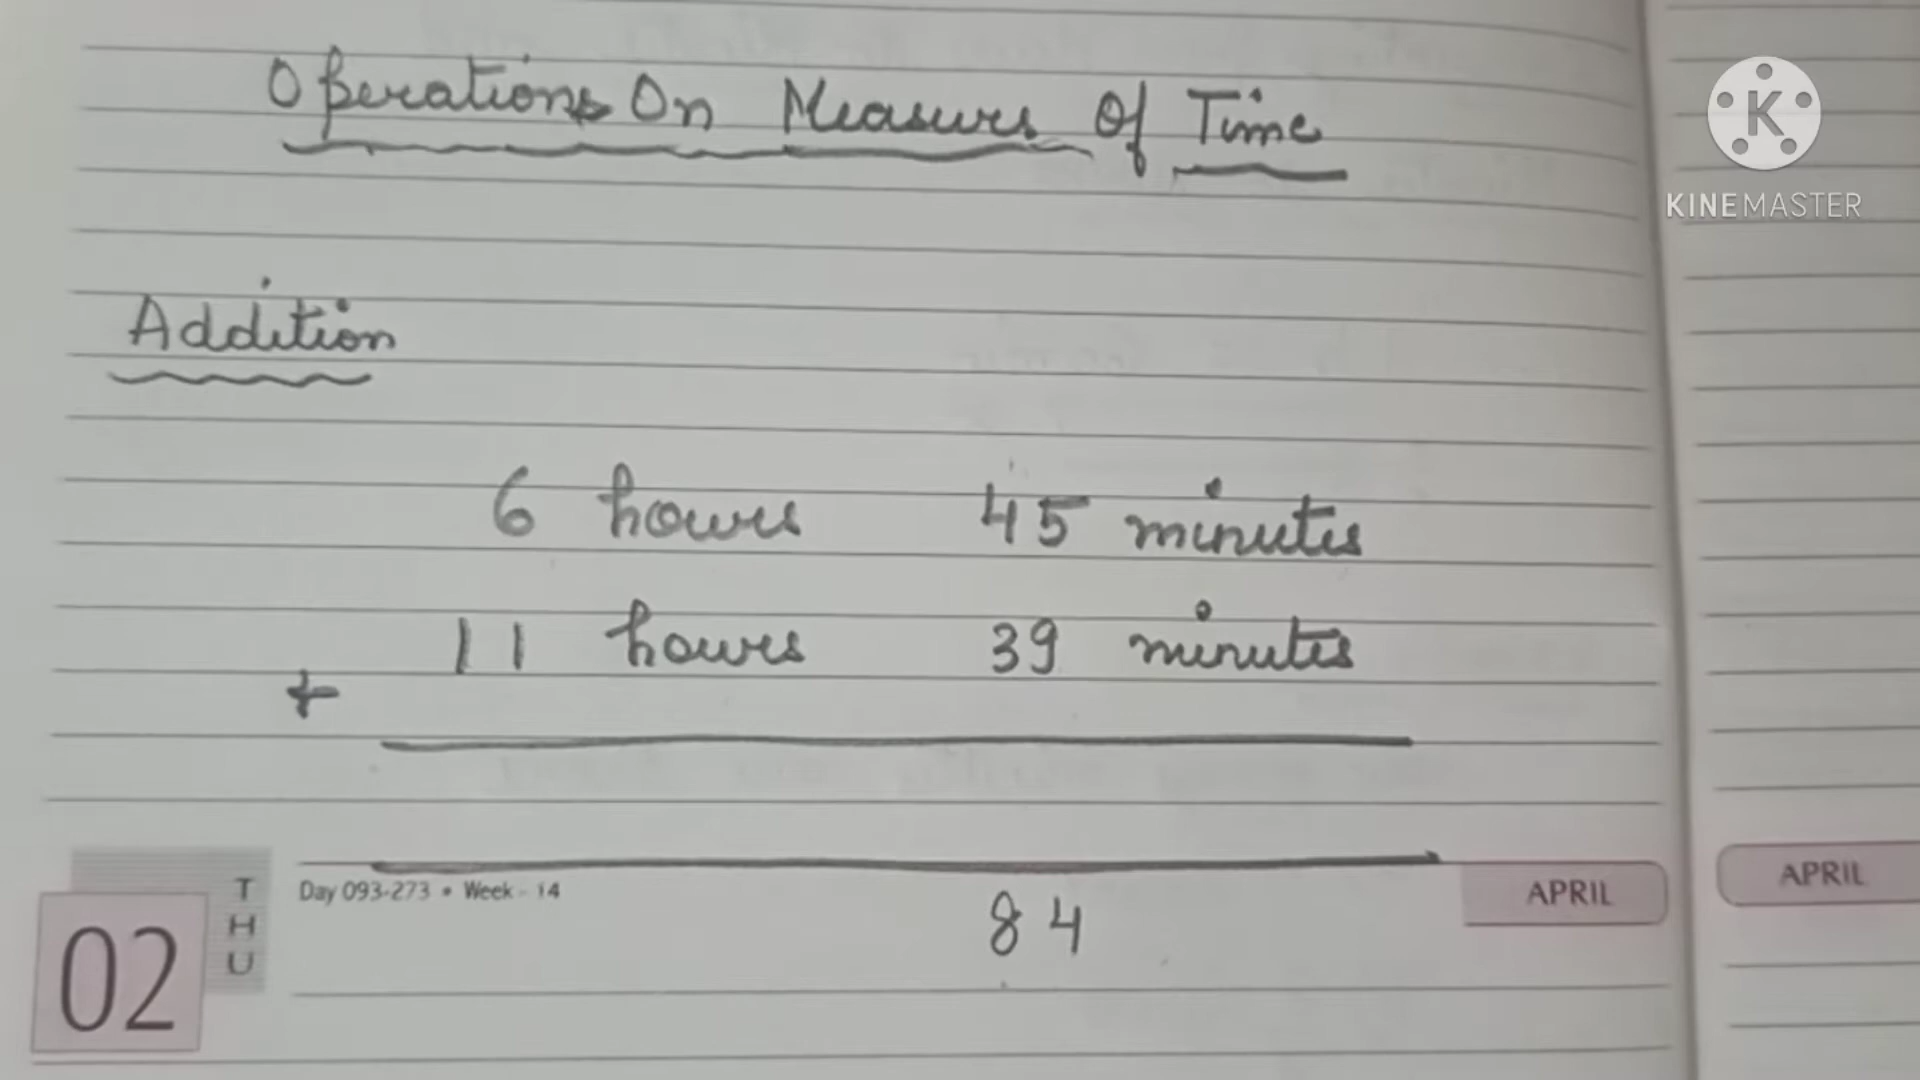 Operations On Measures Of Time
K
KINEMASTER
Addition
6 hours 45 minutes
11 hours 39 minutes
+
84
Day 093-273 • Week - 14
THU
02
APRIL
APRIL